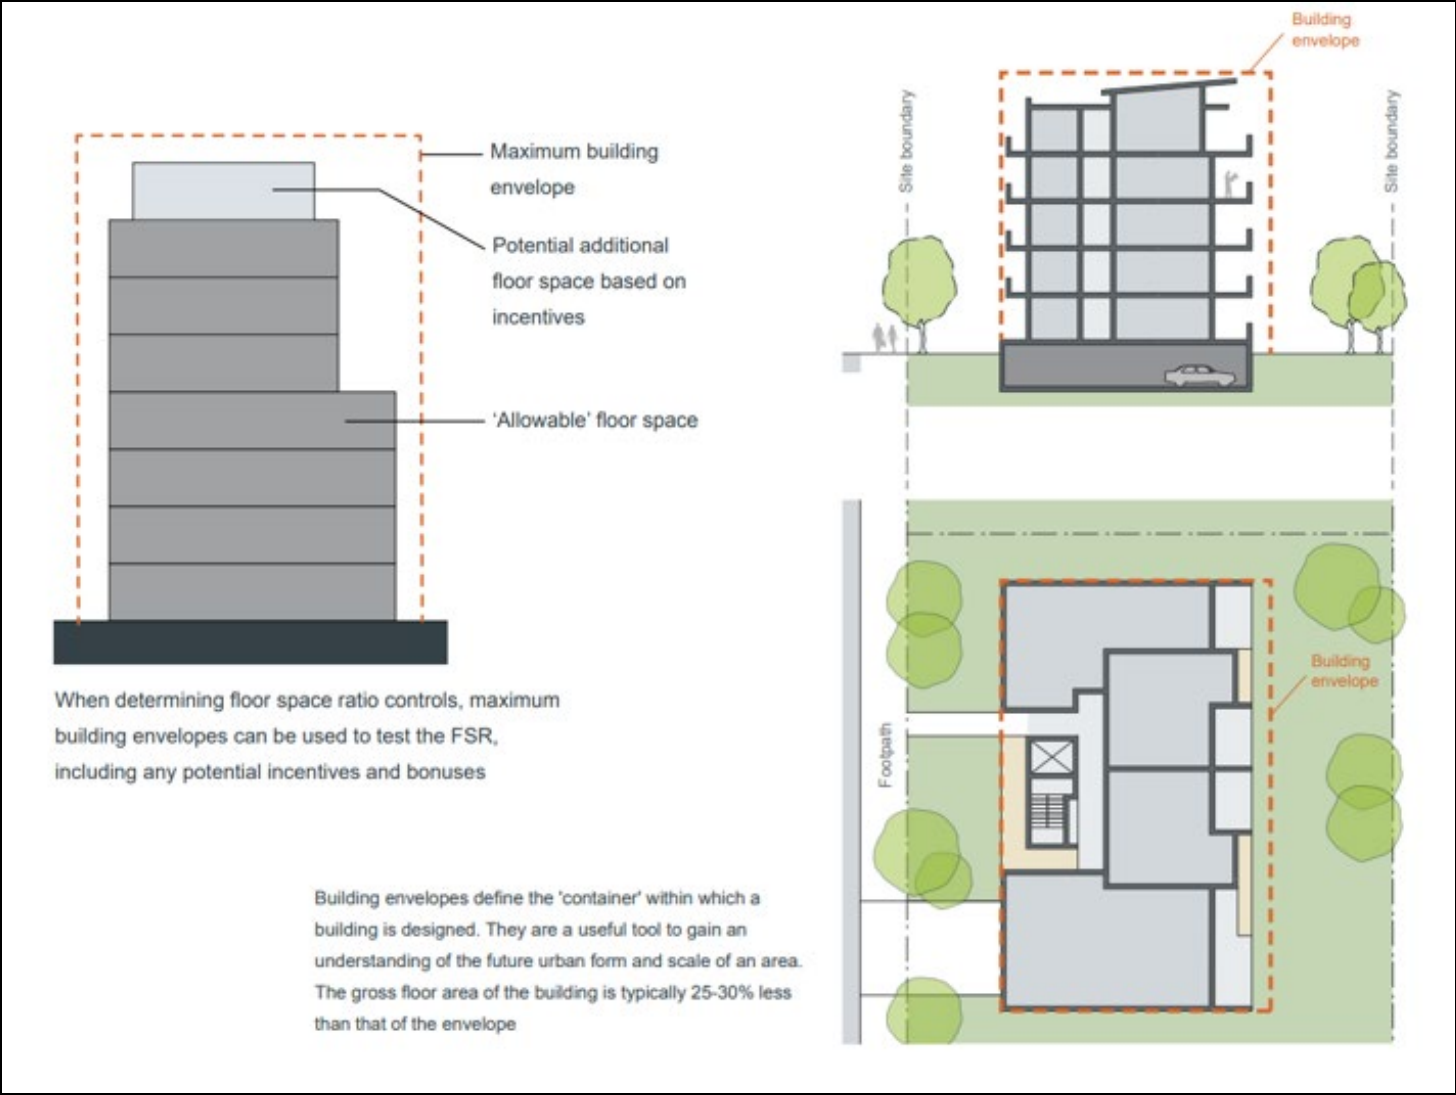 Maximum building
envelope
Potential additional
floor space based on
incentives
'Allowable' floor space
When determining floor space ratio controls, maximum
building envelopes can be used to test the FSR,
including any potential incentives and bonuses
Building envelopes define the 'container' within which a
building is designed. They are a useful tool to gain an
understanding of the future urban form and scale of an area.
The gross floor area of the building is typically 25-30% less
than that of the envelope
Building
envelope
Site boundary
Site boundary
Building
envelope
Footpath